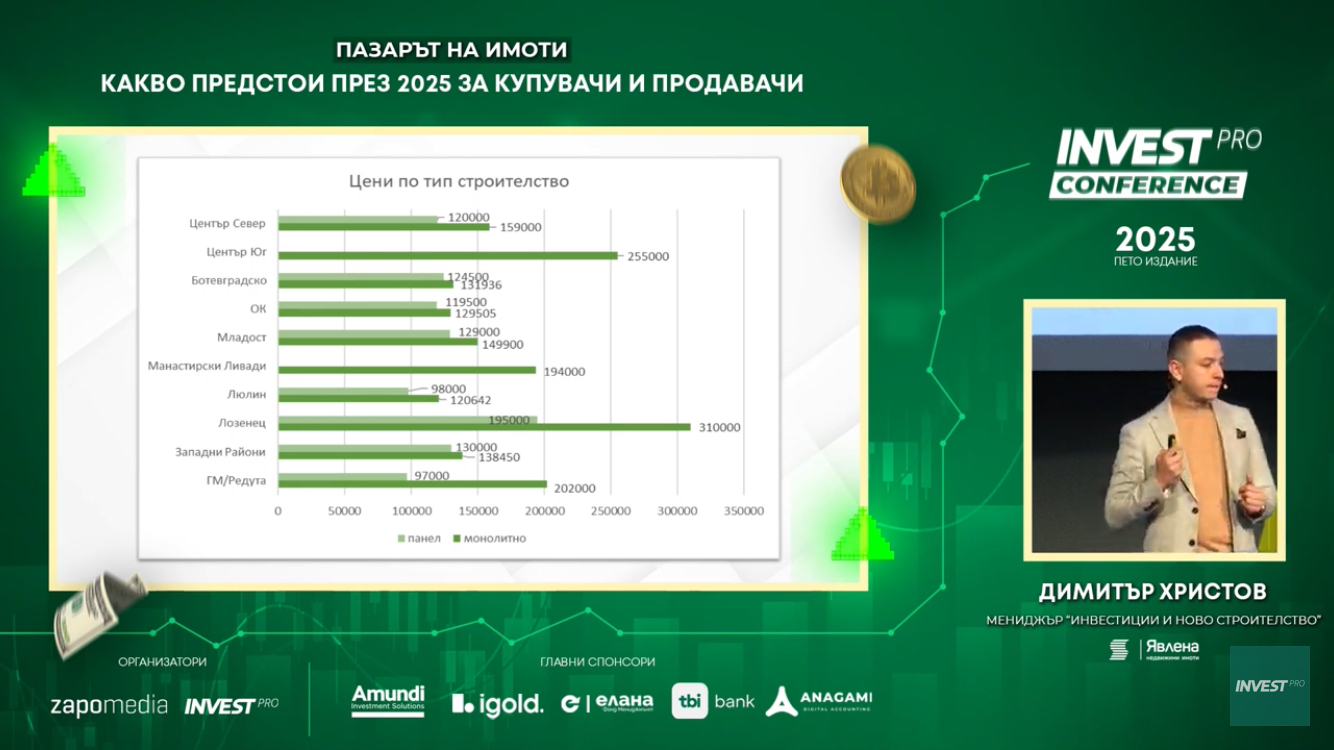 ПАЗАРЪТ НА ИМОТИ
КАКВО ПРЕДСТОИ ПРЕЗ 2025 ЗА КУПУВАЧИ И ПРОДАВАЧИ
Цени по тип строителство
Център Север
120000
159000
Център Юг
255000
Ботевградско
124500
131936
ОК
119500
129505
Младост
129000
149900
Манастирски Ливади
194000
Люлин
98000
120642
Лозенец
195000
310000
Западни Райони
130000
138450
ГМ/Редута
97000
202000
0 50000 100000 150000 200000 250000 300000 350000
панел монолитно
INVEST PRO
CONFERENCE
2025
ПЕТО ИЗДАНИЕ
ДИМИТЪР ХРИСТОВ
МЕНИДЖЪР “ИНВЕСТИЦИИ И НОВО СТРОИТЕЛСТВО”
Явлена
недвижими имоти
ОРГАНИЗАТОРИ
zapomedia INVEST PRO
ГЛАВНИ СПОНСОРИ
Amundi
Investment Solutions
igold.
елана
Фонд Мениджмънт
tbi bank
ANAGAMI
DIGITAL ACCOUNTING
INVEST PRO